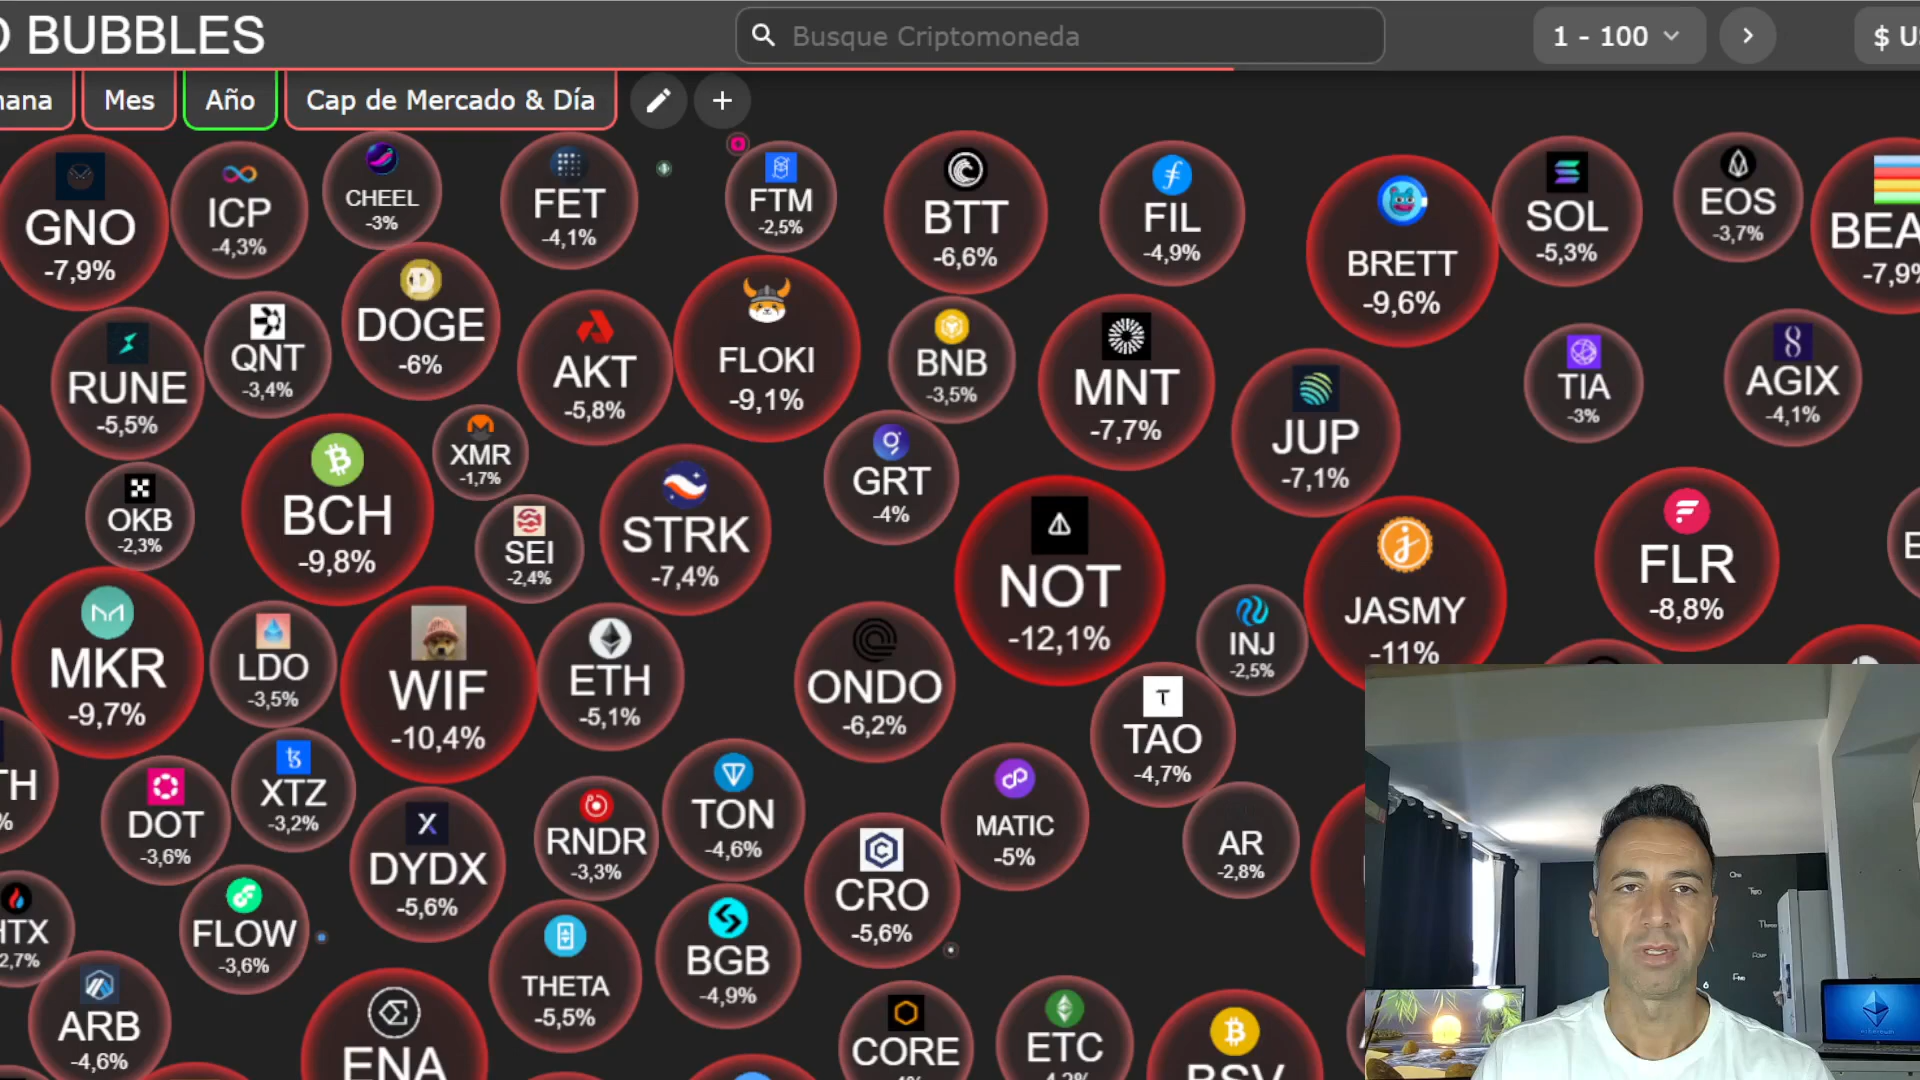 BUBBLES
Busque Criptomoneda
1 - 100
Mes
Año
Cap de Mercado & Día
GNO
-7,9%
ICP
-4,3%
CHEEL
-3%
FET
-4,1%
FTM
-2,5%
BTT
-6,6%
FIL
-4,9%
BRETT
-9,6%
SOL
-5,3%
EOS
-3,7%
-7,9%
RUNE
-5,5%
QNT
-3,4%
DOGE
-6%
AKT
-5,8%
FLOKI
-9,1%
BNB
-3,5%
MNT
-7,7%
JUP
-7,1%
TIA
-3%
AGIX
-4,1%
OKB
-2,3%
BCH
-9,8%
XMR
-1,7%
SEI
-2,4%
STRK
-7,4%
GRT
-4%
NOT
-12,1%
JASMY
-11%
FLR
-8,8%
MKR
-9,7%
LDO
-3,5%
WIF
-10,4%
ETH
-5,1%
ONDO
-6,2%
INJ
-2,5%
TAO
-4,7%
DOT
-3,6%
XTZ
-3,2%
DYDX
-5,6%
RNDR
-3,3%
TON
-4,6%
MATIC
-5%
AR
-2,8%
CRO
-5,6%
HTX
2,7%
FLOW
-3,6%
THETA
-5,5%
BGB
-4,9%
ARB
-4,6%
ENA
CORE
ETC
BSV